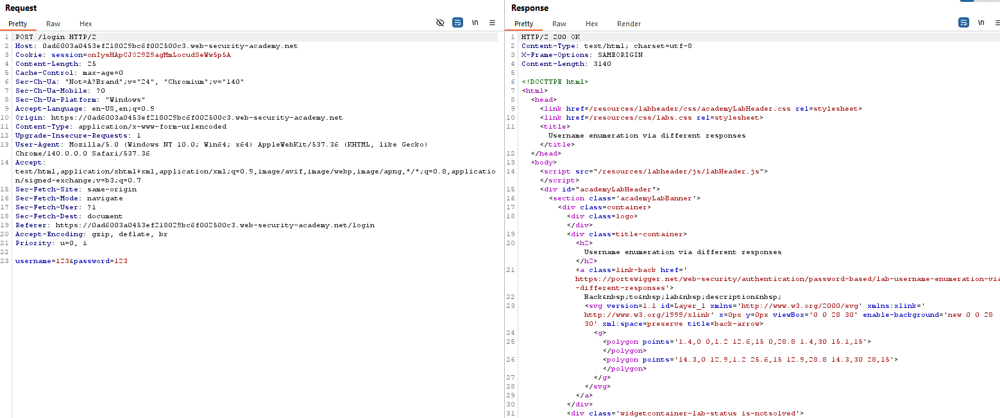 Request
Pretty Raw Hex \n
1 POST /login HTTP/2
2 Host: 0ad6003a0453ef218029bc6f002500c3.web-security-academy.net
3 Cookie: session=onIysHApCJO29Z9agMmLocudSeWw5p5A
4 Content-Length: 25
5 Cache-Control: max-age=0
6 Sec-Ch-Ua: "Not=A?Brand";v="24", "Chromium";v="140"
7 Sec-Ch-Ua-Mobile: ?0
8 Sec-Ch-Ua-Platform: "Windows"
9 Accept-Language: en-US,en;q=0.9
10 Origin: https://0ad6003a0453ef218029bc6f002500c3.web-security-academy.net
11 Content-Type: application/x-www-form-urlencoded
12 Upgrade-Insecure-Requests: 1
13 User-Agent: Mozilla/5.0 (Windows NT 10.0; Win64; x64) AppleWebKit/537.36 (KHTML, like Gecko)
Chrome/140.0.0.0 Safari/537.36
14 Accept:
text/html,application/xhtml+xml,application/xml;q=0.9,image/avif,image/webp,image/apng,*/*;q=0.8,applicatio
n/signed-exchange;v=b3;q=0.7
15 Sec-Fetch-Site: same-origin
16 Sec-Fetch-Mode: navigate
17 Sec-Fetch-User: ?1
18 Sec-Fetch-Dest: document
19 Referer: https://0ad6003a0453ef218029bc6f002500c3.web-security-academy.net/login
20 Accept-Encoding: gzip, deflate, br
21 Priority: u=0, i
22
23 username=123&password=123
Response
Pretty Raw Hex Render \n
1 HTTP/2 200 OK
2 Content-Type: text/html; charset=utf-8
3 X-Frame-Options: SAMEORIGIN
4 Content-Length: 3140
5
6 <!DOCTYPE html>
7 <html>
8 <head>
9 <link href=/resources/labheader/css/academyLabHeader.css rel=stylesheet>
10 <link href=/resources/css/labs.css rel=stylesheet>
11 <title>
Username enumeration via different responses
</title>
12 </head>
13 <body>
14 <script src="/resources/labheader/js/labHeader.js">
</script>
15 <div id="academyLabHeader">
16 <section class='academyLabBanner'>
17 <div class=container>
18 <div class=logo>
</div>
19 <div class=title-container>
20 <h2>
Username enumeration via different responses
</h2>
21 <a class=link-back href='
https://portswigger.net/web-security/authentication/password-based/lab-username-enumeration-via
-different-responses'>
22 Back&nbsp;to&nbsp;lab&nbsp;description&nbsp;
23 <svg version=1.1 id=Layer_1 xmlns='http://www.w3.org/2000/svg' xmlns:xlink='
http://www.w3.org/1999/xlink' x=0px y=0px viewBox='0 0 28 30' enable-background='new 0 0 28
30' xml:space=preserve title=back-arrow>
24 <g>
25 <polygon points='1.4,0 0,1.2 12.6,15 0,28.8 1.4,30 15.1,15'>
</polygon>
26 <polygon points='14.3,0 12.9,1.2 25.6,15 12.9,28.8 14.3,30 28,15'>
</polygon>
27 </g>
28 </svg>
29 </a>
30 </div>
31 <div class='widgetcontainer-lab-status is-notsolved'>